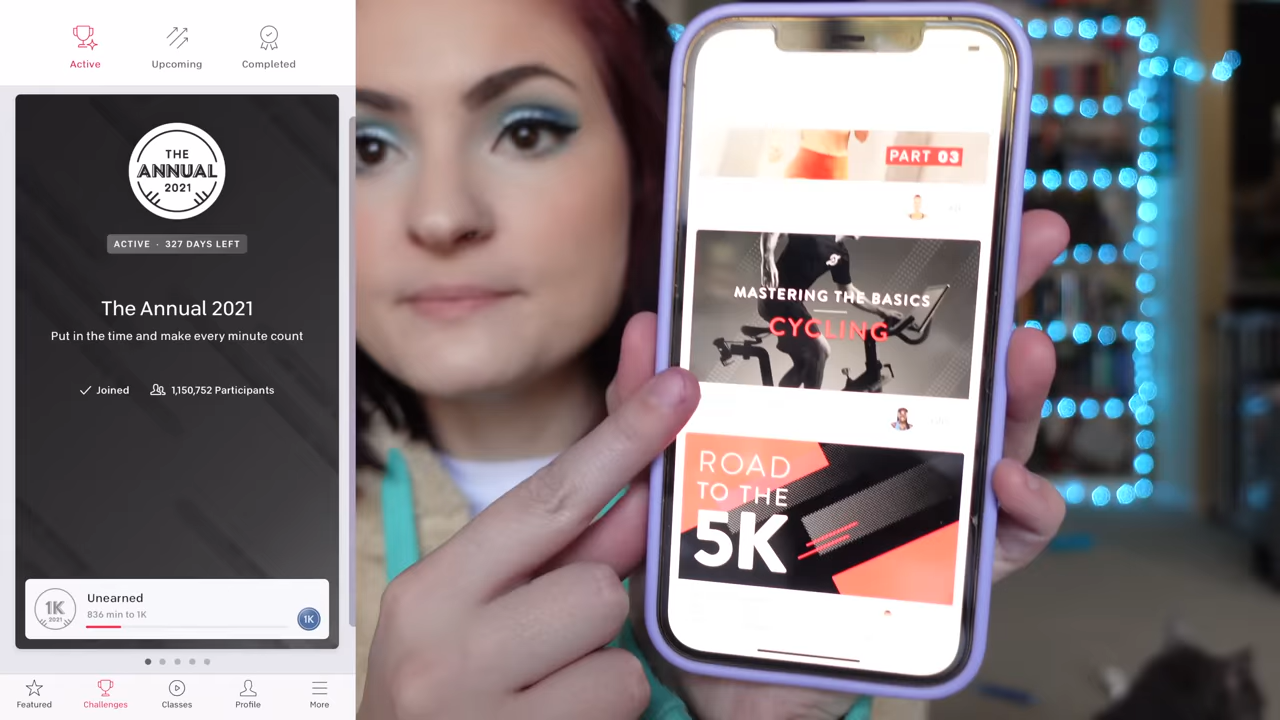 Active
Upcoming
Completed
THE
ANNUAL
2021
ACTIVE · 327 DAYS LEFT
The Annual 2021
Put in the time and make every minute count
Joined
1,150,752 Participants
1K
2021
Unearned
836 min to 1K
1K
Featured
Challenges
Classes
Profile
More
PART 03
MASTERING THE BASICS
CYCLING
ROAD
TO THE
5K